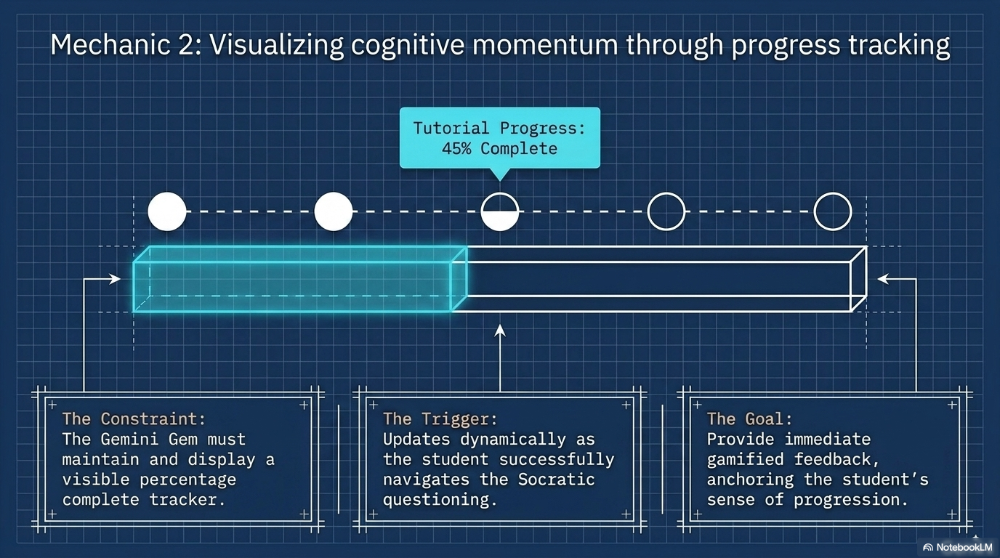 Mechanic 2: Visualizing cognitive momentum through progress tracking
Tutorial Progress:
45% Complete
The Constraint:
The Gemini Gem must
maintain and display a
visible percentage
complete tracker.
The Trigger:
Updates dynamically as
the student successfully
navigates the Socratic
questioning.
The Goal:
Provide immediate
gamified feedback,
anchoring the student’s
sense of progression.
NotebookLM